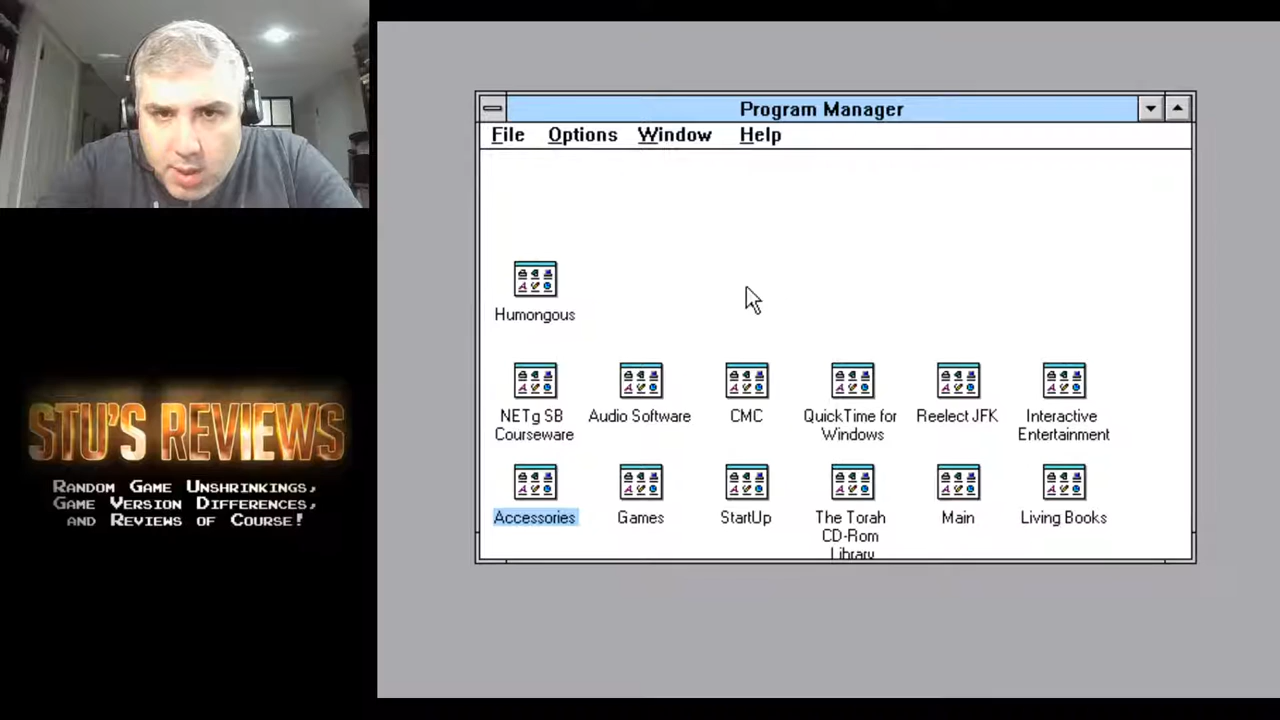 Program Manager
File Options Window Help
Humongous
NETg SB Courseware
Audio Software
CMC
QuickTime for Windows
Reelect JFK
Interactive Entertainment
Accessories
Games
StartUp
The Torah CD-Rom Library
Main
Living Books
STU'S REVIEWS
RANDOM GAME UNSHRINKINGS,
GAME VERSION DIFFERENCES,
AND REVIEWS OF COURSE!